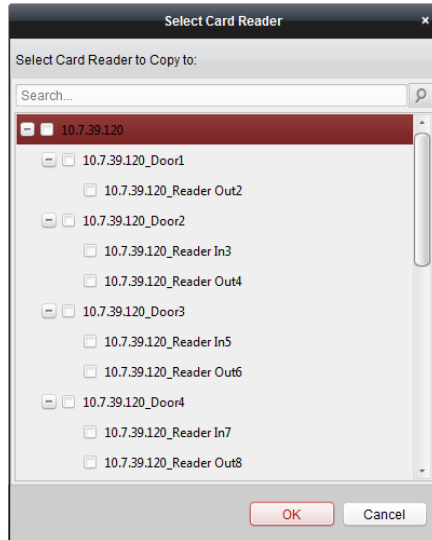 Select Card Reader
×
Select Card Reader to Copy to:
Search...
10.7.39.120
10.7.39.120_Door1
10.7.39.120_Reader Out2
10.7.39.120_Door2
10.7.39.120_Reader In3
10.7.39.120_Reader Out4
10.7.39.120_Door3
10.7.39.120_Reader In5
10.7.39.120_Reader Out6
10.7.39.120_Door4
10.7.39.120_Reader In7
10.7.39.120_Reader Out8
OK Cancel